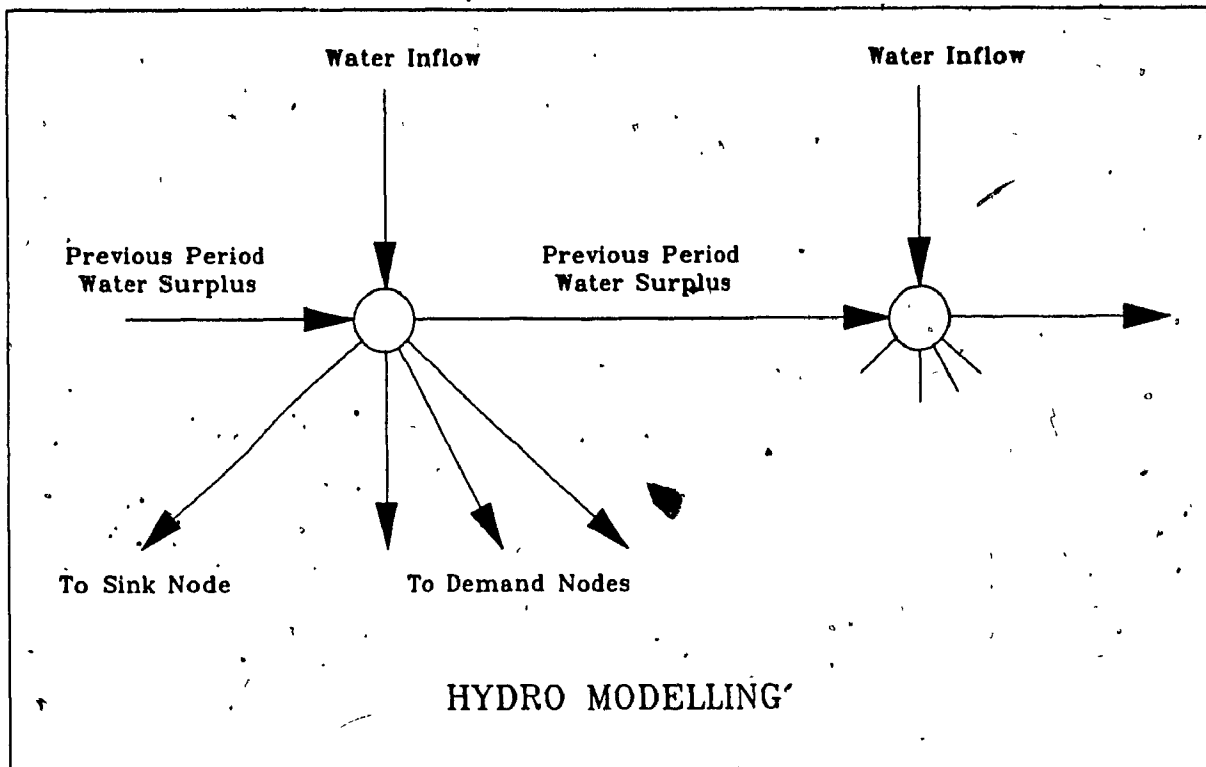 Water Inflow
Water Inflow
Previous Period
Water Surplus
Previous Period
Water Surplus
To Sink Node
To Demand Nodes
HYDRO MODELLING